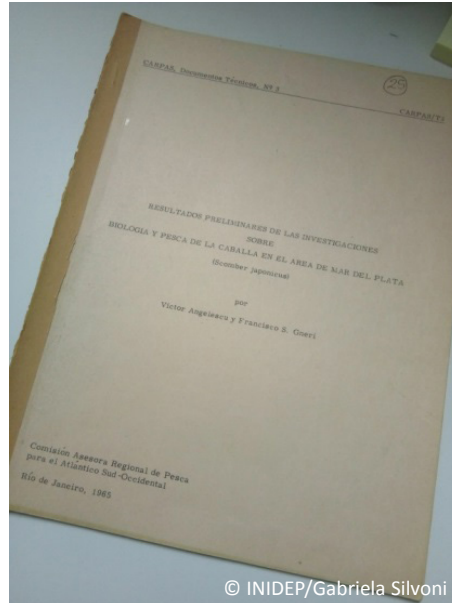 CARPAS, Documentos Técnicos, Nº 2
25
CARPAS/T2
RESULTADOS PRELIMINARES DE LAS INVESTIGACIONES
SOBRE
BIOLOGIA Y PESCA DE LA CABALLA EN EL AREA DE MAR DEL PLATA
(Scomber japonicus)
por
Victor Angelescu y Francisco S. Gneri
Comisión Asesora Regional de Pesca
para el Atlántico Sud-Occidental
Río de Janeiro, 1965
© INIDEP/Gabriela Silvoni